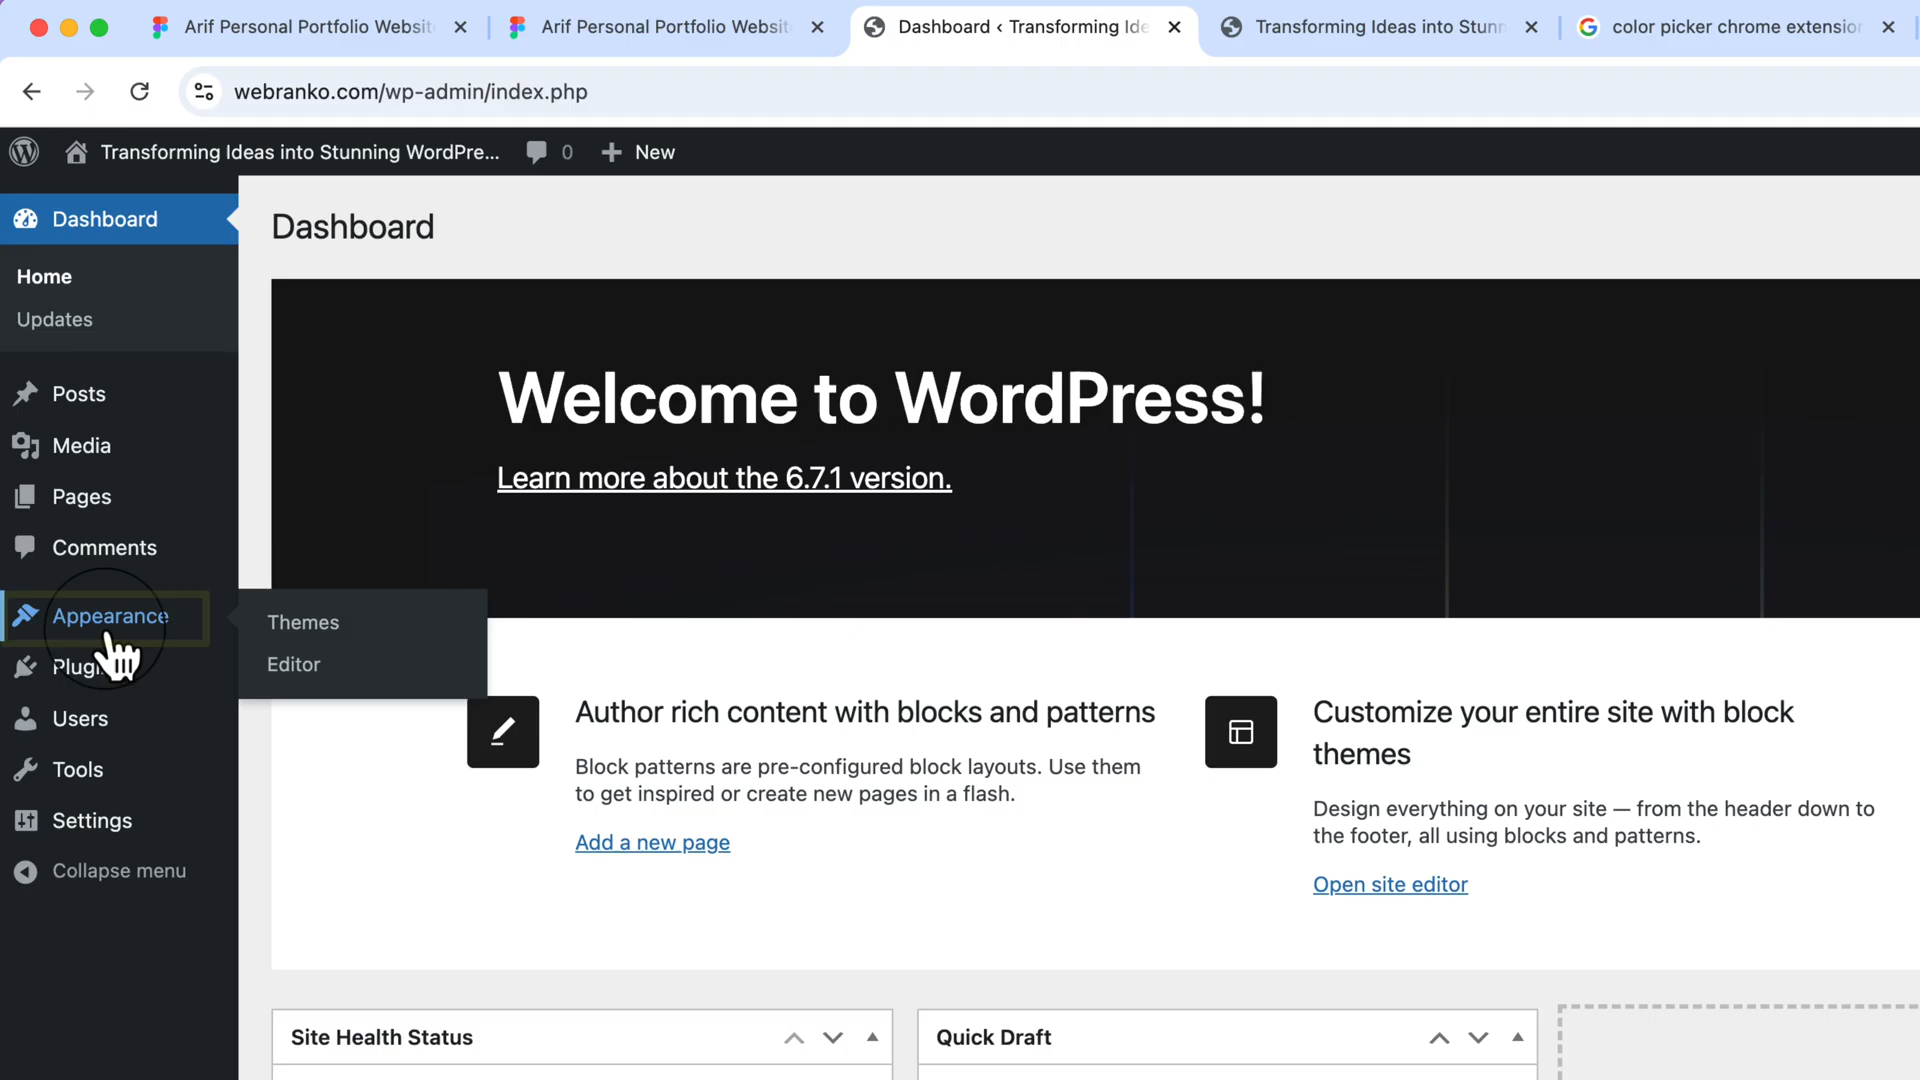 Arif Personal Portfolio Websit
Arif Personal Portfolio Websit
Dashboard ‹ Transforming Ide
Transforming Ideas into Stunn
color picker chrome extension
webranko.com/wp-admin/index.php
Transforming Ideas into Stunning WordPre... 0 New
Dashboard
Home
Updates
Posts
Media
Pages
Comments
Appearance
Plugi
Users
Tools
Settings
Collapse menu
Themes
Editor
Dashboard
Welcome to WordPress!
Learn more about the 6.7.1 version.
Author rich content with blocks and patterns
Block patterns are pre-configured block layouts. Use them
to get inspired or create new pages in a flash.
Add a new page
Customize your entire site with block
themes
Design everything on your site — from the header down to
the footer, all using blocks and patterns.
Open site editor
Site Health Status
Quick Draft